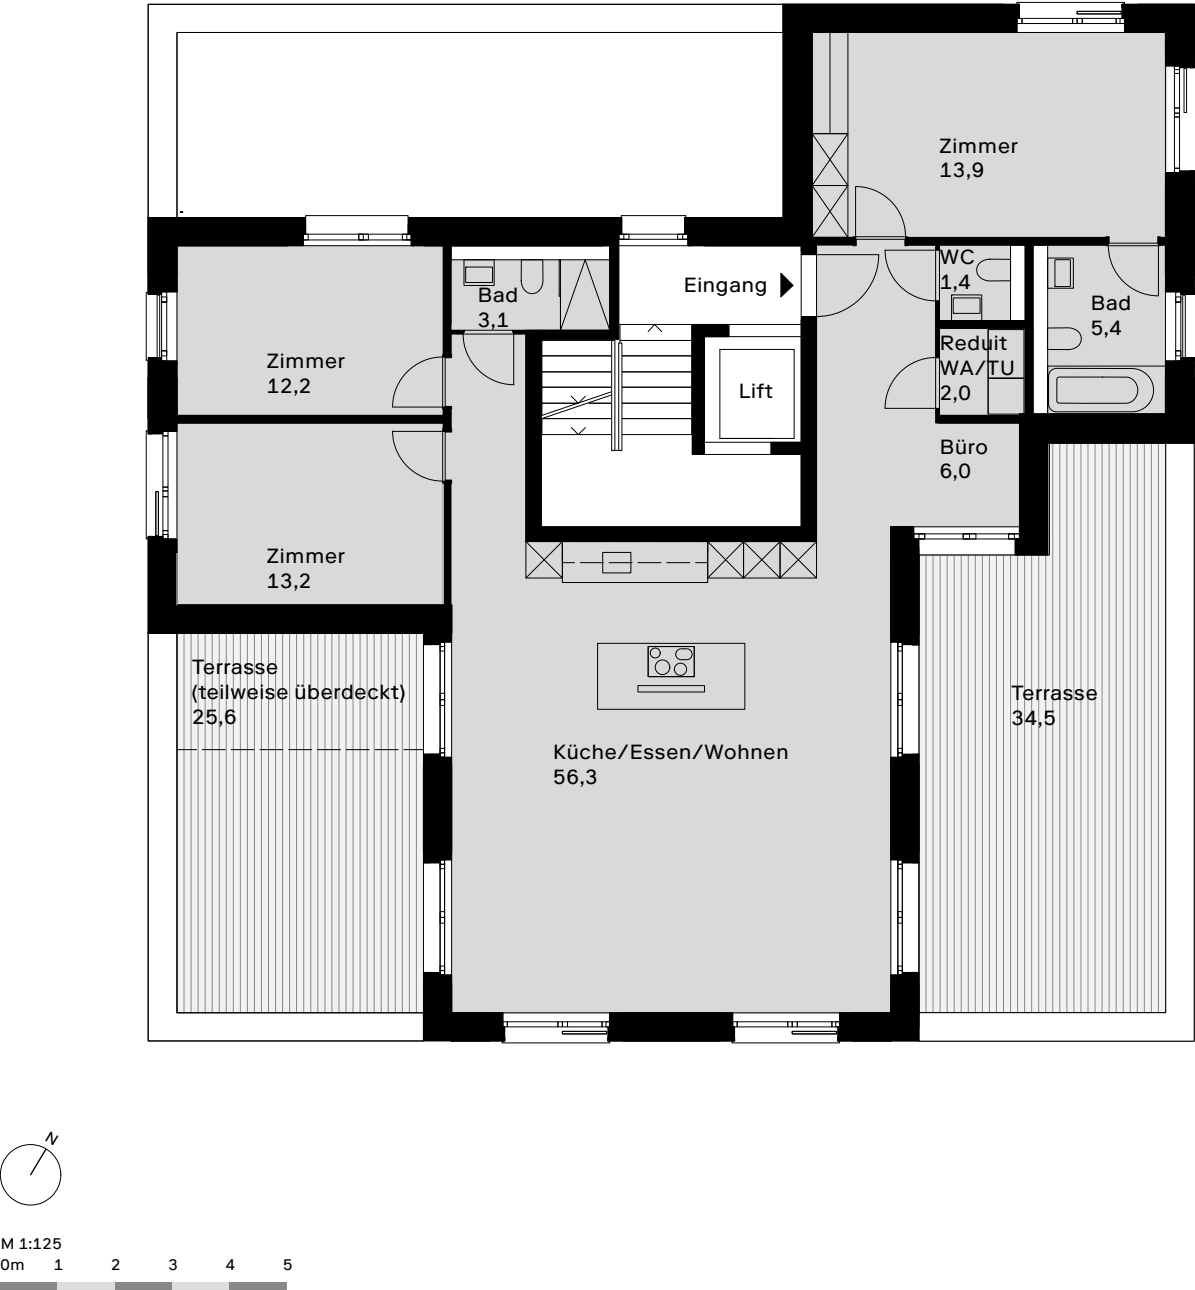 Zimmer
13,9
WC
1,4
Eingang
Bad
3,1
Bad
5,4
Reduit
WA/TU
2,0
Zimmer
12,2
Lift
Büro
6,0
Zimmer
13,2
Terrasse
(teilweise überdeckt)
25,6
Terrasse
34,5
Küche/Essen/Wohnen
56,3
N
M 1:125
0m 1 2 3 4 5